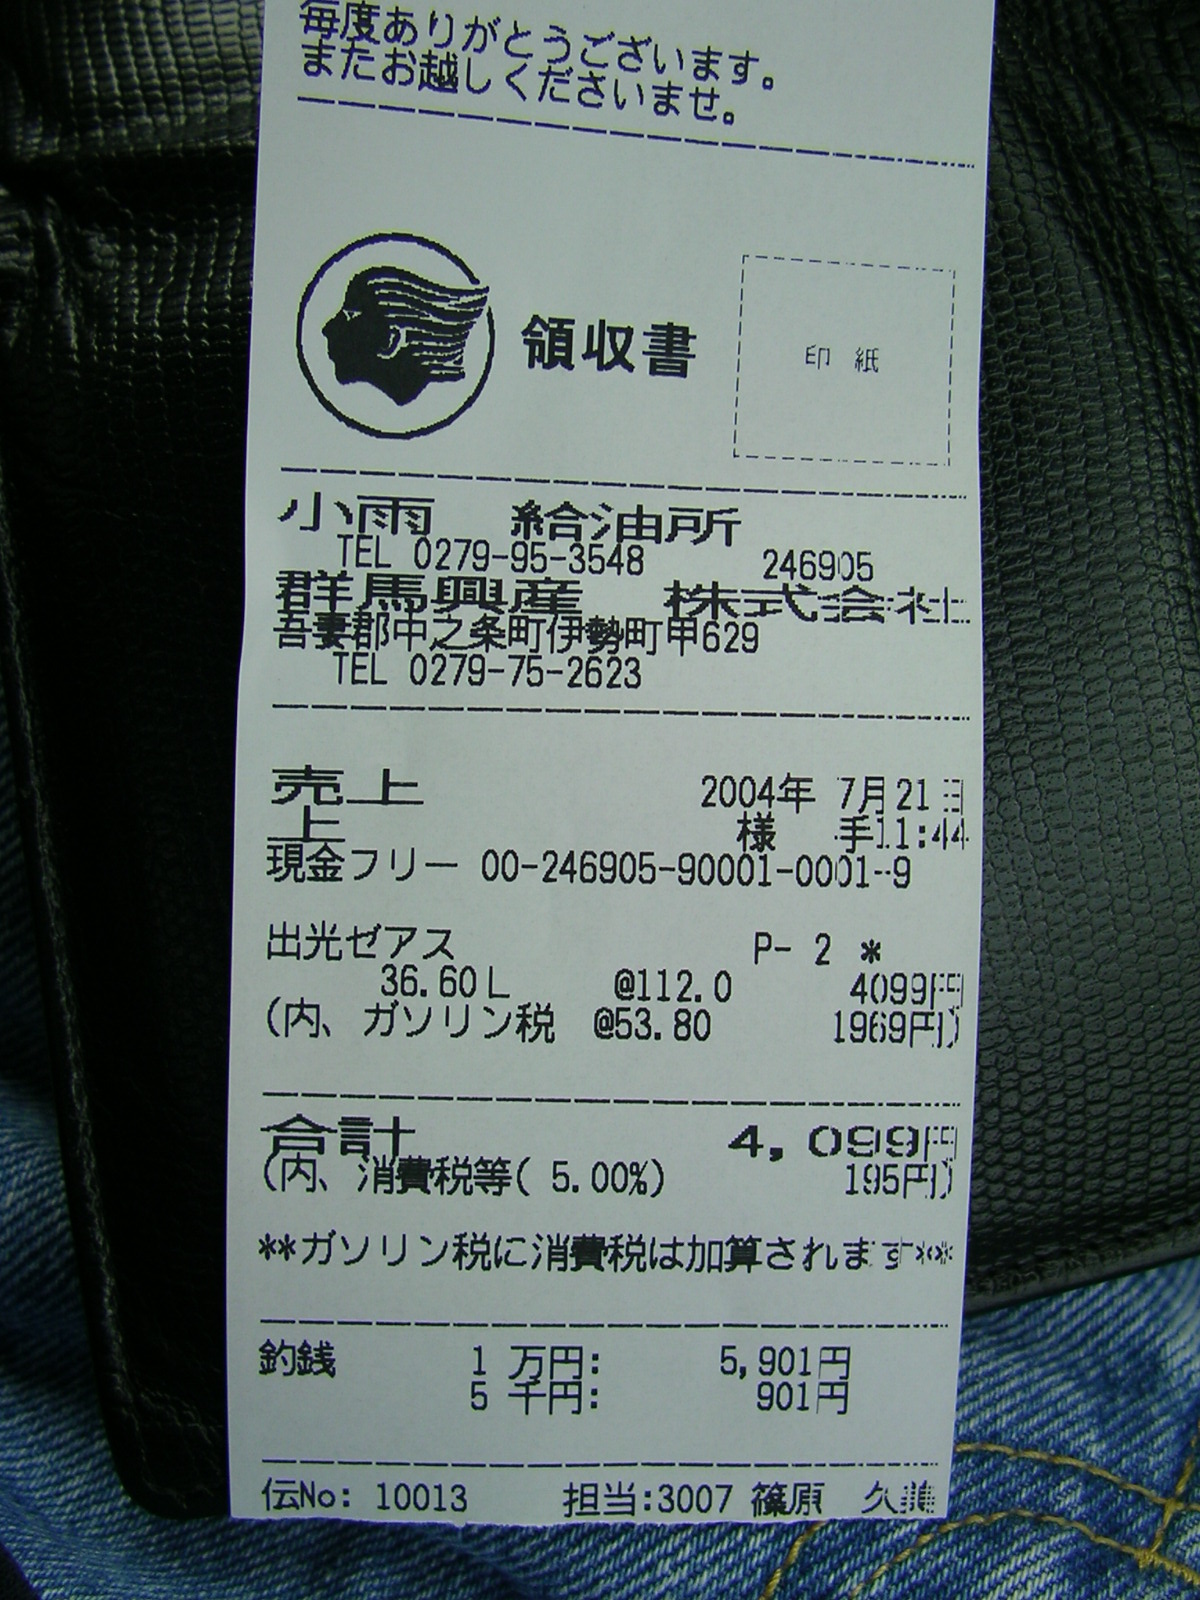 毎度ありがとうございます。
またお越しくださいませ。
領収書
印 紙
小雨 給油所
TEL 0279-95-3548 246905
群馬興産 株式会社
吾妻郡中之条町伊勢町甲629
TEL 0279-75-2623
売上 2004年 7月21日
上 様 手11:44
現金フリー 00-246905-90001-0001-9
出光ゼアス P- 2 *
36.60L @112.0 4099円
(内、ガソリン税 @53.80 1969円)
合計 4,099円
(内、消費税等( 5.00%) 195円)
**ガソリン税に消費税は加算されます**
釣銭 1 万円: 5,901円
5 千円: 901円
伝No: 10013 担当:3007 篠原 久美